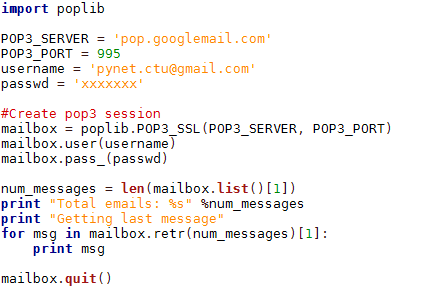 import poplib
POP3_SERVER = 'pop.googlemail.com'
POP3_PORT = 995
username = 'pynet.ctu@gmail.com'
passwd = 'xxxxxxx'
#Create pop3 session
mailbox = poplib.POP3_SSL(POP3_SERVER, POP3_PORT)
mailbox.user(username)
mailbox.pass_(passwd)
num_messages = len(mailbox.list()[1])
print "Total emails: %s" %num_messages
print "Getting last message"
for msg in mailbox.retr(num_messages)[1]:
    print msg
mailbox.quit()